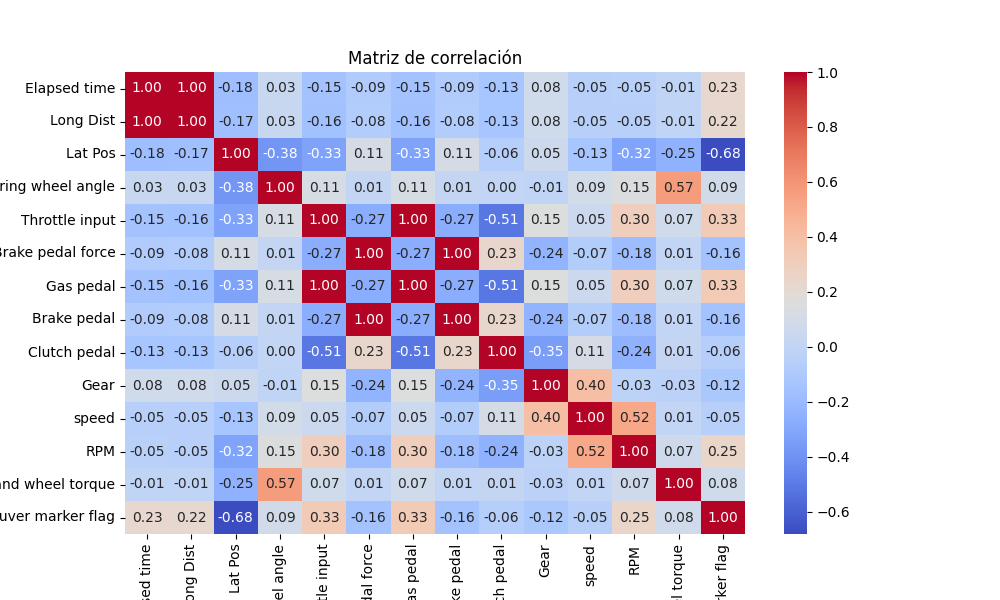 Matriz de correlación
Elapsed time 1.00 1.00 -0.18 0.03 -0.15 -0.09 -0.15 -0.09 -0.13 0.08 -0.05 -0.05 -0.01 0.23
Long Dist 1.00 1.00 -0.17 0.03 -0.16 -0.08 -0.16 -0.08 -0.13 0.08 -0.05 -0.05 -0.01 0.22
Lat Pos -0.18 -0.17 1.00 -0.38 -0.33 0.11 -0.33 0.11 -0.06 0.05 -0.13 -0.32 -0.25 -0.68
ring wheel angle 0.03 0.03 -0.38 1.00 0.11 0.01 0.11 0.01 0.00 -0.01 0.09 0.15 0.57 0.09
Throttle input -0.15 -0.16 -0.33 0.11 1.00 -0.27 1.00 -0.27 -0.51 0.15 0.05 0.30 0.07 0.33
Brake pedal force -0.09 -0.08 0.11 0.01 -0.27 1.00 -0.27 1.00 0.23 -0.24 -0.07 -0.18 0.01 -0.16
Gas pedal -0.15 -0.16 -0.33 0.11 1.00 -0.27 1.00 -0.27 -0.51 0.15 0.05 0.30 0.07 0.33
Brake pedal -0.09 -0.08 0.11 0.01 -0.27 1.00 -0.27 1.00 0.23 -0.24 -0.07 -0.18 0.01 -0.16
Clutch pedal -0.13 -0.13 -0.06 0.00 -0.51 0.23 -0.51 0.23 1.00 -0.35 0.11 -0.24 0.01 -0.06
Gear 0.08 0.08 0.05 -0.01 0.15 -0.24 0.15 -0.24 -0.35 1.00 0.40 -0.03 -0.03 -0.12
speed -0.05 -0.05 -0.13 0.09 0.05 -0.07 0.05 -0.07 0.11 0.40 1.00 0.52 0.01 -0.05
RPM -0.05 -0.05 -0.32 0.15 0.30 -0.18 0.30 -0.18 -0.24 -0.03 0.52 1.00 0.07 0.25
and wheel torque -0.01 -0.01 -0.25 0.57 0.07 0.01 0.07 0.01 0.01 -0.03 0.01 0.07 1.00 0.08
uver marker flag 0.23 0.22 -0.68 0.09 0.33 -0.16 0.33 -0.16 -0.06 -0.12 -0.05 0.25 0.08 1.00
sed time
ong Dist
Lat Pos
el angle
tle input
dal force
as pedal
ke pedal
ch pedal
Gear
speed
RPM
l torque
rker flag
1.0
0.8
0.6
0.4
0.2
0.0
−0.2
−0.4
−0.6